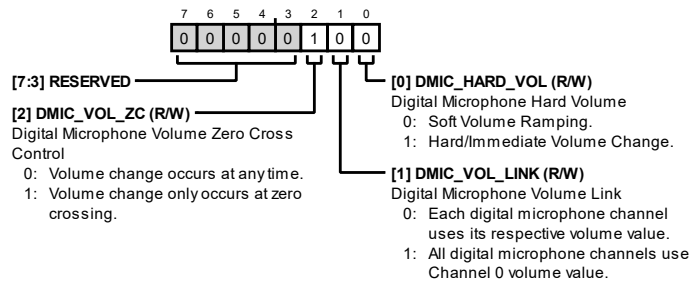 7 6 5 4 3 2 1 0
0 0 0 0 0 1 0 0
[7:3] RESERVED
[2] DMIC_VOL_ZC (R/W)
Digital Microphone Volume Zero Cross
Control
0: Volume change occurs at any time.
1: Volume change only occurs at zero
crossing.
[0] DMIC_HARD_VOL (R/W)
Digital Microphone Hard Volume
0: Soft Volume Ramping.
1: Hard/Immediate Volume Change.
[1] DMIC_VOL_LINK (R/W)
Digital Microphone Volume Link
0: Each digital microphone channel
uses its respective volume value.
1: All digital microphone channels use
Channel 0 volume value.